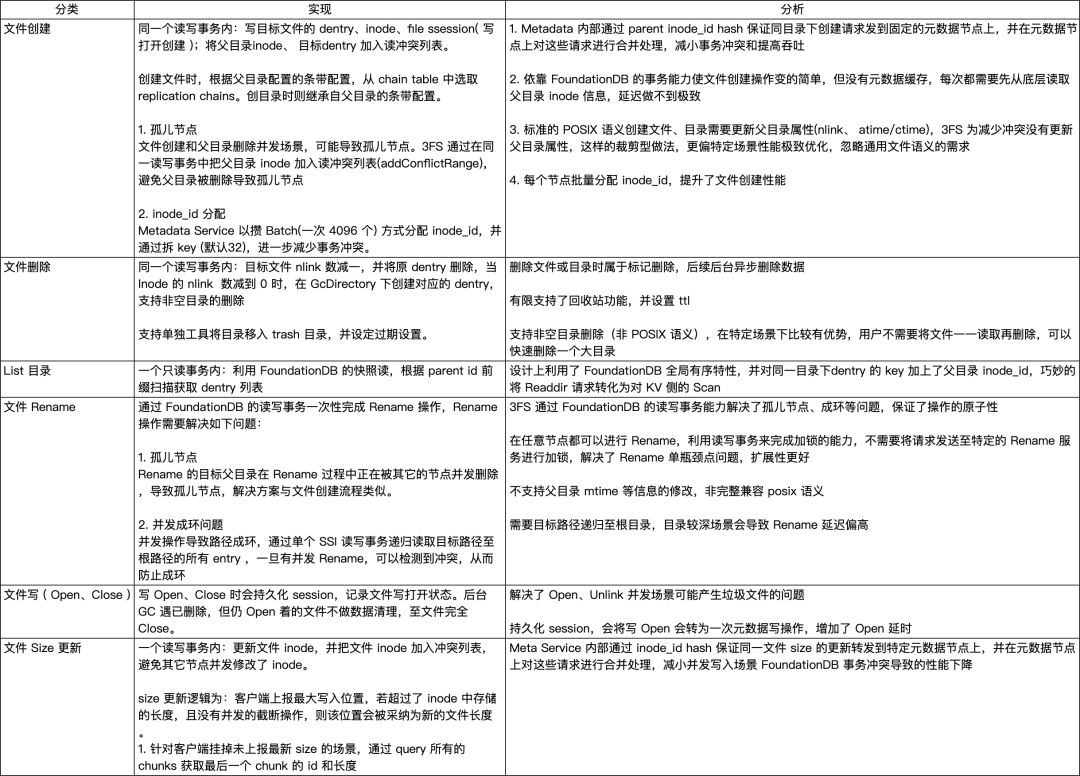 分类
实现
分析
文件创建
同一个读写事务内：写目标文件的 dentry、inode、file ssession( 写
打开创建 )；将父目录inode、 目标dentry 加入读冲突列表。
创建文件时，根据父目录配置的条带配置，从 chain table 中选取
replication chains。创目录时则继承自父目录的条带配置。
1. 孤儿节点
文件创建和父目录删除并发场景，可能导致孤儿节点。3FS 通过在同
一读写事务中把父目录 inode 加入读冲突列表(addConflictRange)，
避免父目录被删除导致孤儿节点
2. inode_id 分配
Metadata Service 以攒 Batch(一次 4096 个) 方式分配 inode_id，并
通过拆 key (默认32)，进一步减少事务冲突。
1. Metadata 内部通过 parent inode_id hash 保证同目录下创建请求发到固定的元数据节点上，并在元数据节
点上对这些请求进行合并处理，减小事务冲突和提高吞吐
2. 依靠 FoundationDB 的事务能力使文件创建操作变的简单，但没有元数据缓存，每次都需要先从底层读取
父目录 inode 信息，延迟做不到极致
3. 标准的 POSIX 语义创建文件、目录需要更新父目录属性(nlink、 atime/ctime)，3FS 为减少冲突没有更新
父目录属性，这样的裁剪型做法，更偏特定场景性能极致优化，忽略通用文件语义的需求
4. 每个节点批量分配 inode_id，提升了文件创建性能
文件删除
同一个读写事务内：目标文件 nlink 数减一，并将原 dentry 删除，当
Inode 的 nlink 数减到 0 时，在 GcDirectory 下创建对应的 dentry，
支持非空目录的删除
支持单独工具将目录移入 trash 目录，并设定过期设置。
删除文件或目录时属于标记删除，后续后台异步删除数据
有限支持了回收站功能，并设置 ttl
支持非空目录删除（非 POSIX 语义），在特定场景下比较有优势，用户不需要将文件一一读取再删除，可以
快速删除一个大目录
List 目录
一个只读事务内：利用 FoundationDB 的快照读，根据 parent id 前
缀扫描获取 dentry 列表
设计上利用了 FoundationDB 全局有序特性，并对同一目录下dentry 的 key 加上了父目录 inode_id，巧妙的
将 Readdir 请求转化为对 KV 侧的 Scan
文件 Rename
通过 FoundationDB 的读写事务一次性完成 Rename 操作，Rename
操作需要解决如下问题：
1. 孤儿节点
Rename 的目标父目录在 Rename 过程中正在被其它的节点并发删除
，导致孤儿节点，解决方案与文件创建流程类似。
2. 并发成环问题
并发操作导致路径成环，通过单个 SSI 读写事务递归读取目标路径至
根路径的所有 entry ，一旦有并发 Rename，可以检测到冲突，从而
防止成环
3FS 通过 FoundationDB 的读写事务能力解决了孤儿节点、成环等问题，保证了操作的原子性
在任意节点都可以进行 Rename，利用读写事务来完成加锁的能力，不需要将请求发送至特定的 Rename 服
务进行加锁，解决了 Rename 单瓶颈点问题，扩展性更好
不支持父目录 mtime 等信息的修改，非完整兼容 posix 语义
需要目标路径递归至根目录，目录较深场景会导致 Rename 延迟偏高
文件写 ( Open、Close )
写 Open、Close 时会持久化 session，记录文件写打开状态。后台
GC 遇已删除，但仍 Open 着的文件不做数据清理，至文件完全
Close。
解决了 Open、Unlink 并发场景可能产生垃圾文件的问题
持久化 session，会将写 Open 会转为一次元数据写操作，增加了 Open 延时
文件 Size 更新
一个读写事务内：更新文件 inode，并把文件 inode 加入冲突列表，
避免其它节点并发修改了 inode。
size 更新逻辑为：客户端上报最大写入位置，若超过了 inode 中存储
的长度，且没有并发的截断操作，则该位置会被采纳为新的文件长度
。
1. 针对客户端挂掉未上报最新 size 的场景，通过 query 所有的
chunks 获取最后一个 chunk 的 id 和长度
Meta Service 内部通过 inode_id hash 保证同一文件 size 的更新转发到特定元数据节点上，并在元数据节点
上对这些请求进行合并处理，减小并发写入场景 FoundationDB 事务冲突导致的性能下降